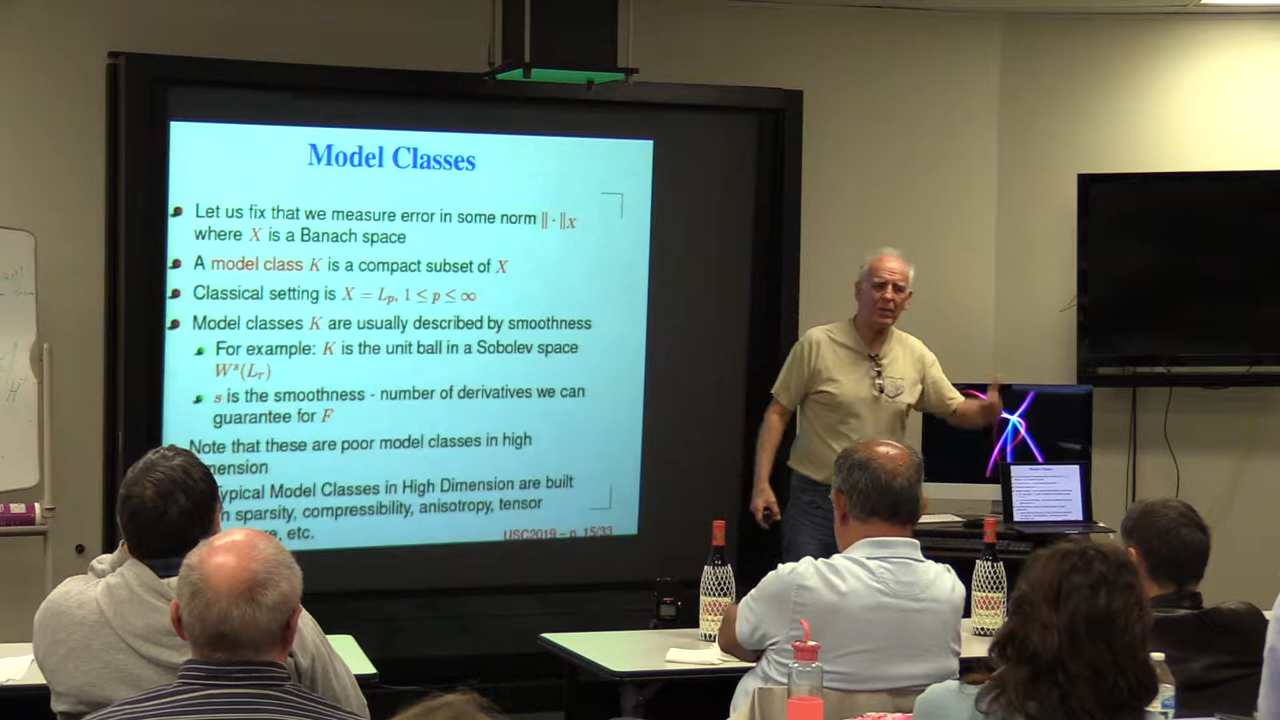 Model Classes
Let us fix that we measure error in some norm ‖ · ‖X
where X is a Banach space
A model class K is a compact subset of X
Classical setting is X = Lp, 1 ≤ p ≤ ∞
Model classes K are usually described by smoothness
For example: K is the unit ball in a Sobolev space
W^s(Lτ)
s is the smoothness - number of derivatives we can
guarantee for F
Note that these are poor model classes in high
Typical Model Classes in High Dimension are built
sparsity, compressibility, anisotropy, tensor
etc.
USC2019 – p. 15/33
Model Classes